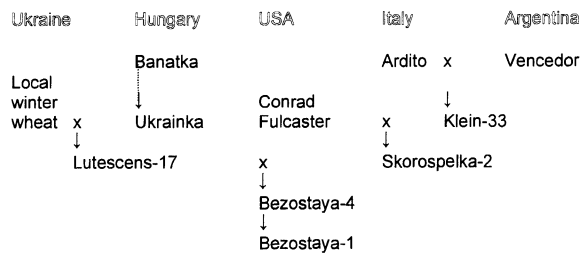 Ukraine Hungary USA Italy Argentina
Banatka Ardito x Vencedor
Local
winter Conrad
wheat x Ukrainka Fulcaster x Klein-33
Lutescens-17 x Skorospelka-2
Bezostaya-4
Bezostaya-1